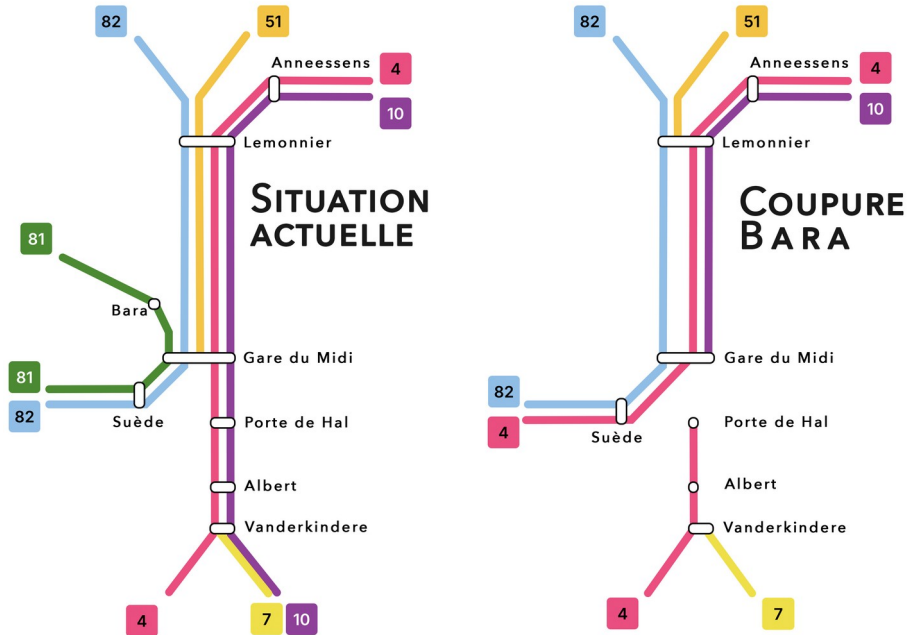 82
51
Anneessens
4
10
Lemonnier
SITUATION
ACTUELLE
81
Bara
Gare du Midi
81
82
Suède
Porte de Hal
Albert
Vanderkindere
4
7
10
82
51
Anneessens
4
10
Lemonnier
COUPURE
BARA
Gare du Midi
82
4
Suède
Porte de Hal
Albert
Vanderkindere
4
7